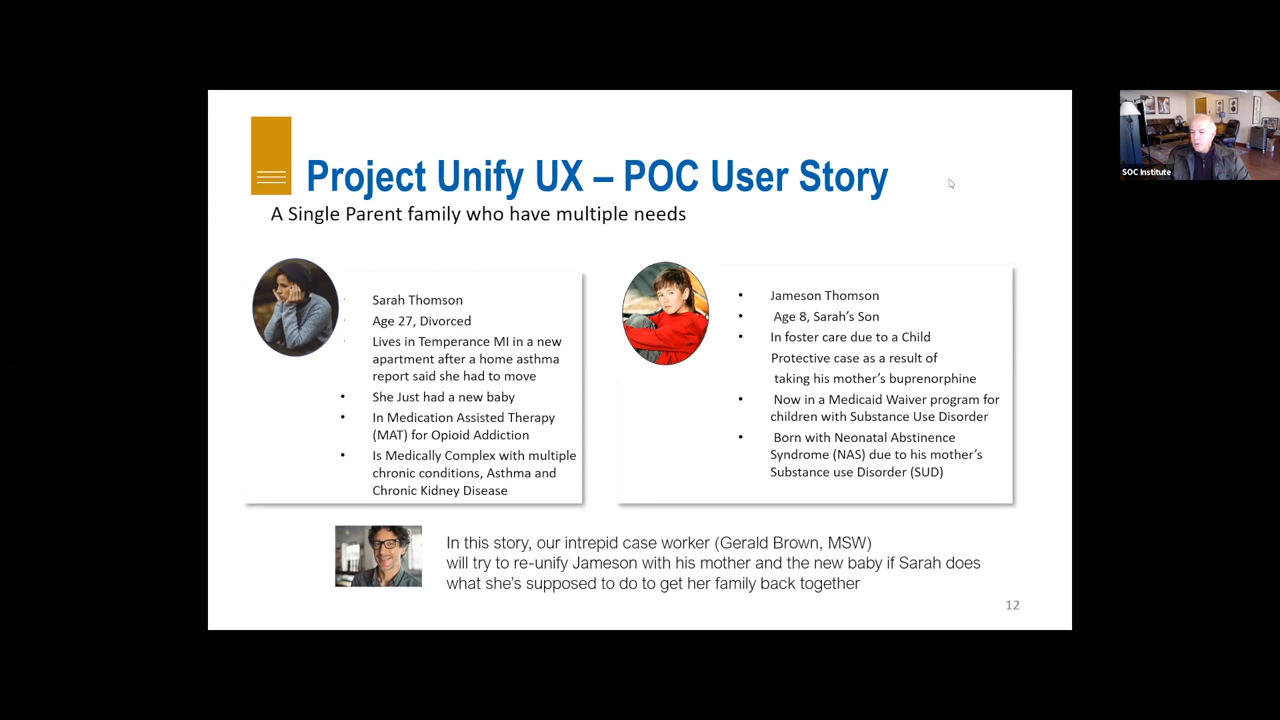 Project Unify UX – POC User Story
A Single Parent family who have multiple needs
Sarah Thomson
Age 27, Divorced
Lives in Temperance MI in a new
apartment after a home asthma
report said she had to move
• She Just had a new baby
• In Medication Assisted Therapy
(MAT) for Opioid Addiction
• Is Medically Complex with multiple
chronic conditions, Asthma and
Chronic Kidney Disease
• Jameson Thomson
• Age 8, Sarah's Son
• In foster care due to a Child
Protective case as a result of
taking his mother's buprenorphine
• Now in a Medicaid Waiver program for
children with Substance Use Disorder
• Born with Neonatal Abstinence
Syndrome (NAS) due to his mother's
Substance use Disorder (SUD)
In this story, our intrepid case worker (Gerald Brown, MSW)
will try to re-unify Jameson with his mother and the new baby if Sarah does
what she's supposed to do to get her family back together
12
SOC Institute